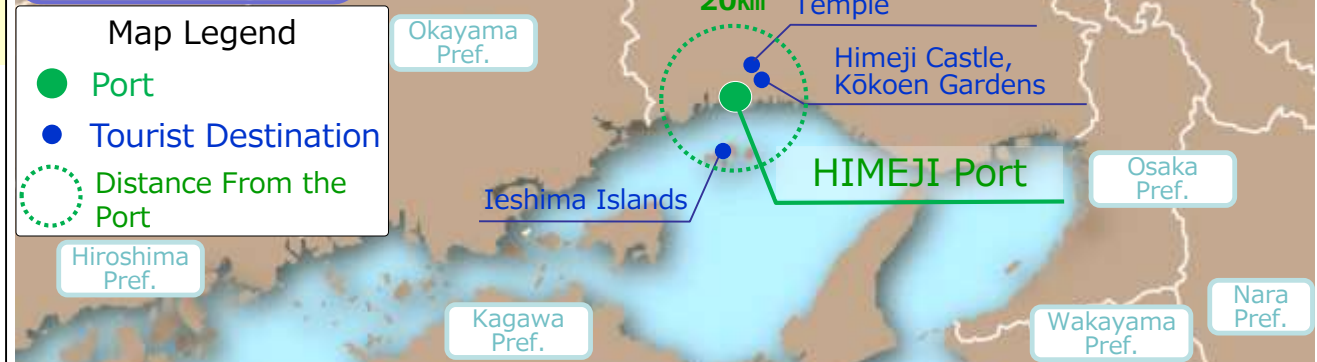 Map Legend
Port
Tourist Destination
Distance From the
Port
Okayama
Pref.
20km
Temple
Himeji Castle,
Kōkoen Gardens
HIMEJI Port
Ieshima Islands
Osaka
Pref.
Hiroshima
Pref.
Kagawa
Pref.
Wakayama
Pref.
Nara
Pref.